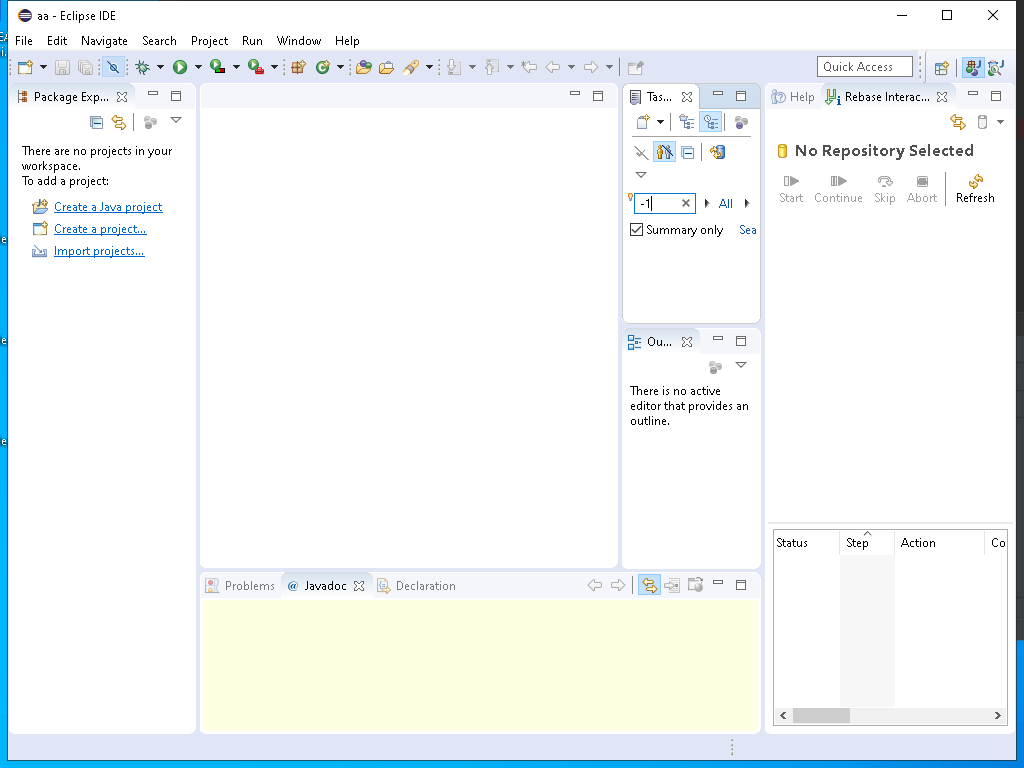 aa - Eclipse IDE
File Edit Navigate Search Project Run Window Help
Quick Access
Package Exp...
There are no projects in your
workspace.
To add a project:
Create a Java project
Create a project...
Import projects...
Tas...
-1
All
Summary only
Sea
Ou...
There is no active
editor that provides an
outline.
Help
Rebase Interac...
No Repository Selected
Start Continue Skip Abort Refresh
Status Step Action Co
Problems
@ Javadoc
Declaration